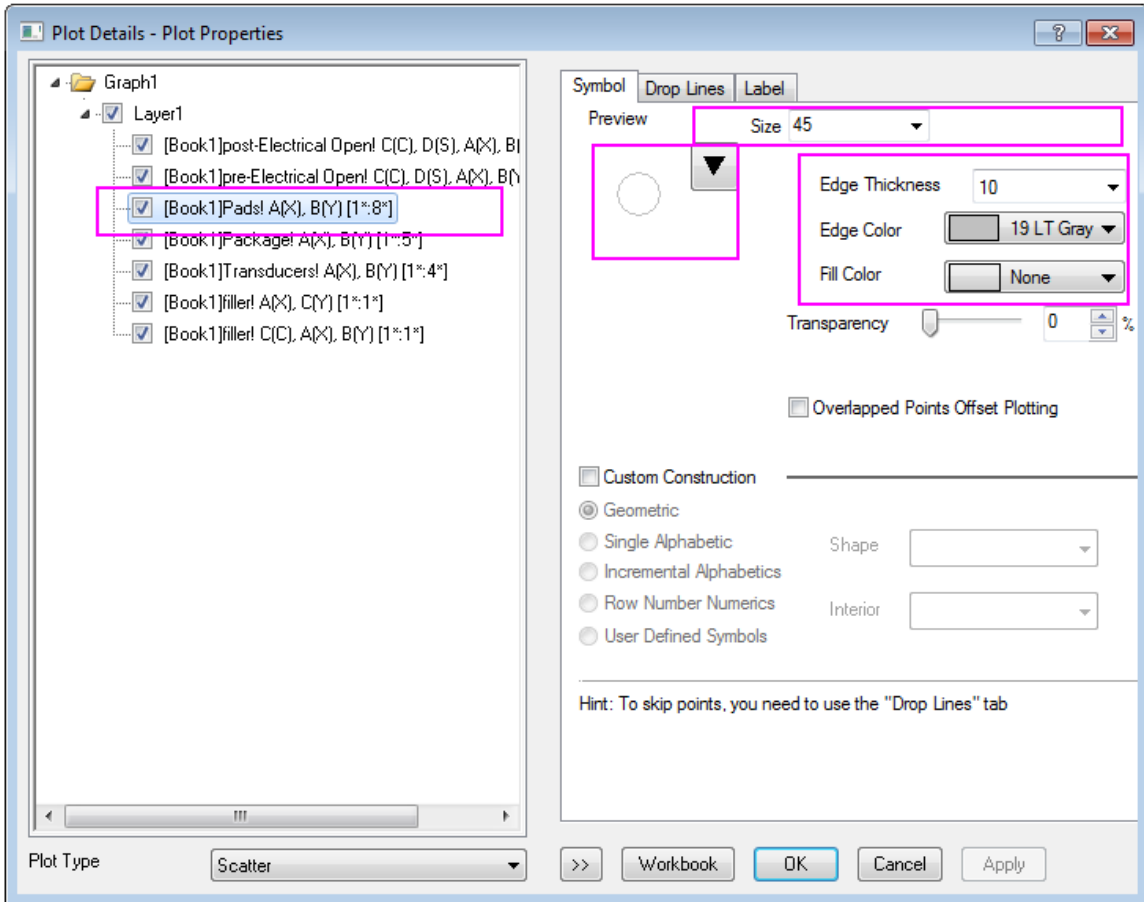 Plot Details - Plot Properties
Graph1
Layer1
[Book1]post-Electrical Open! C(C), D(S), A(X), B(
[Book1]pre-Electrical Open! C(C), D(S), A(X), B(Y
[Book1]Pads! A(X), B(Y) [1*:8*]
[Book1]Package! A(X), B(Y) [1*:5*]
[Book1]Transducers! A(X), B(Y) [1*:4*]
[Book1]filler! A(X), C(Y) [1*:1*]
[Book1]filler! C(C), A(X), B(Y) [1*:1*]
Plot Type
Scatter
Symbol Drop Lines Label
Preview
Size 45
Edge Thickness 10
Edge Color 19 LT Gray
Fill Color None
Transparency 0 %
Overlapped Points Offset Plotting
Custom Construction
Geometric
Single Alphabetic
Incremental Alphabetics
Row Number Numerics
User Defined Symbols
Shape
Interior
Hint: To skip points, you need to use the "Drop Lines" tab
>> Workbook OK Cancel Apply